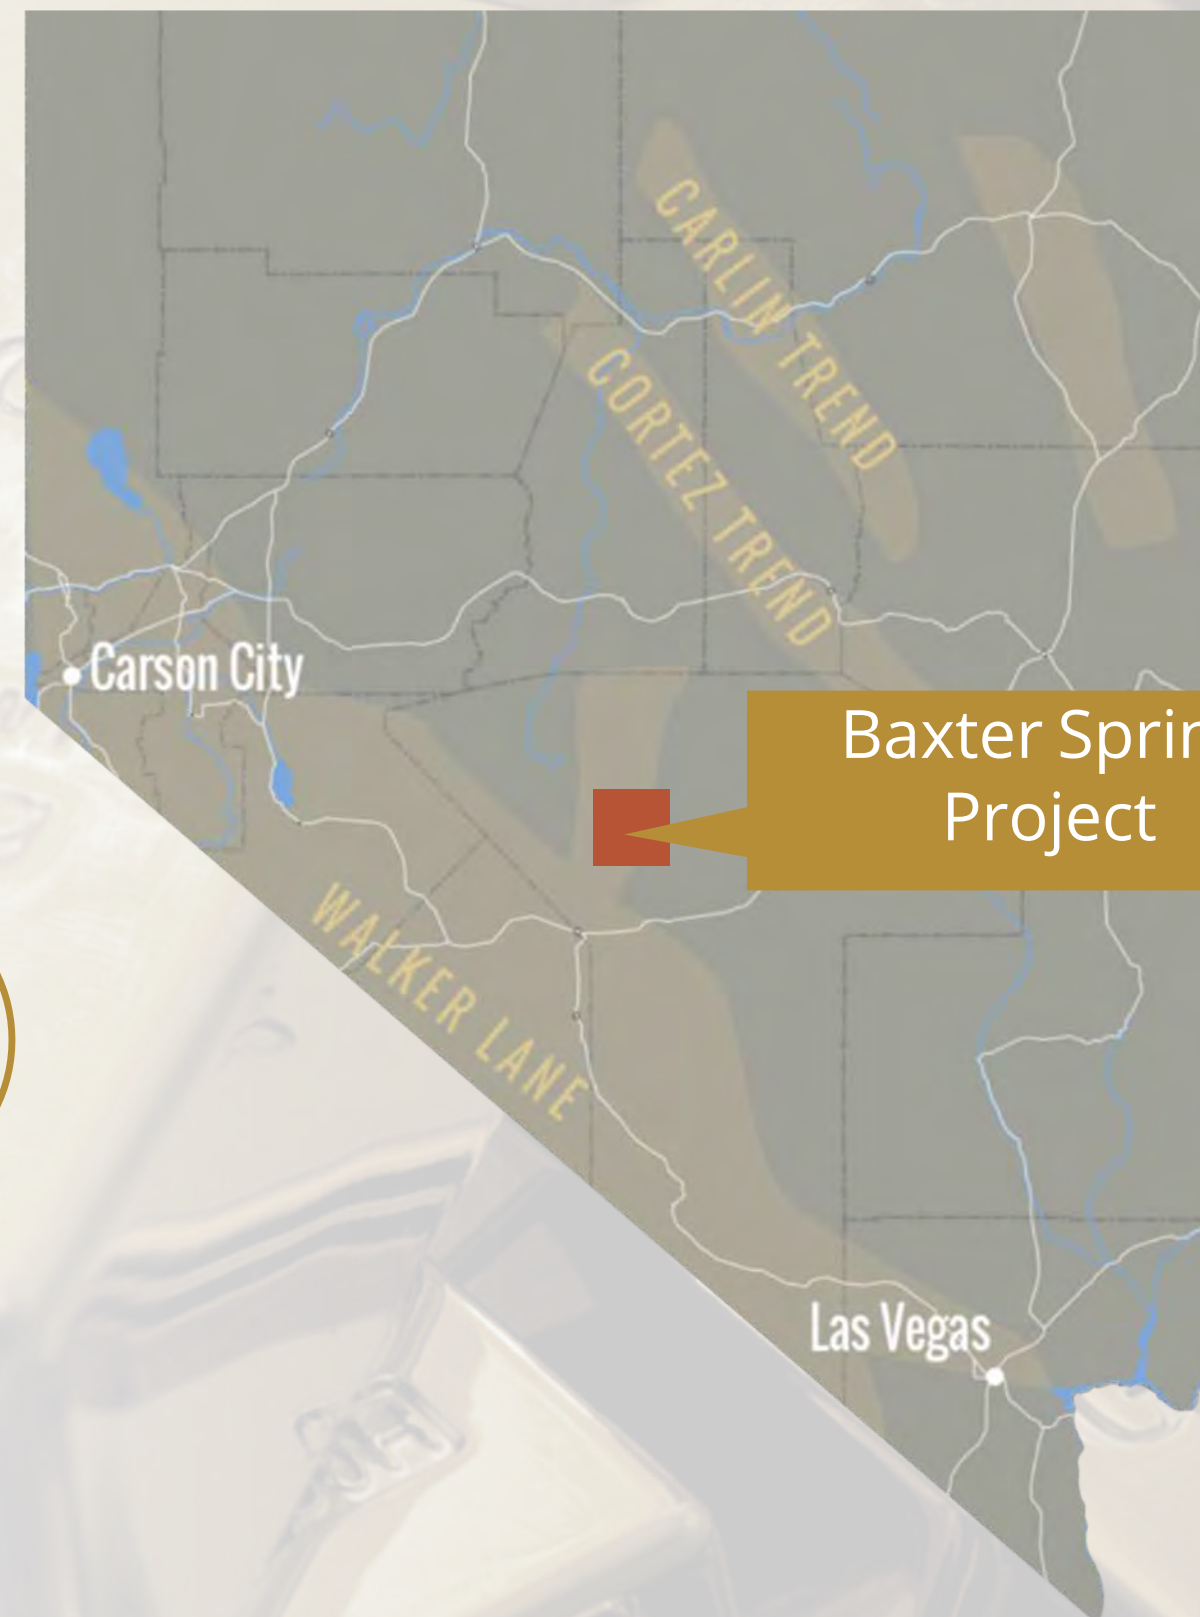 CARLIN TREND
CORTEZ TREND
Carson City
Baxter Sprin
Project
WALKER LANE
Las Vegas